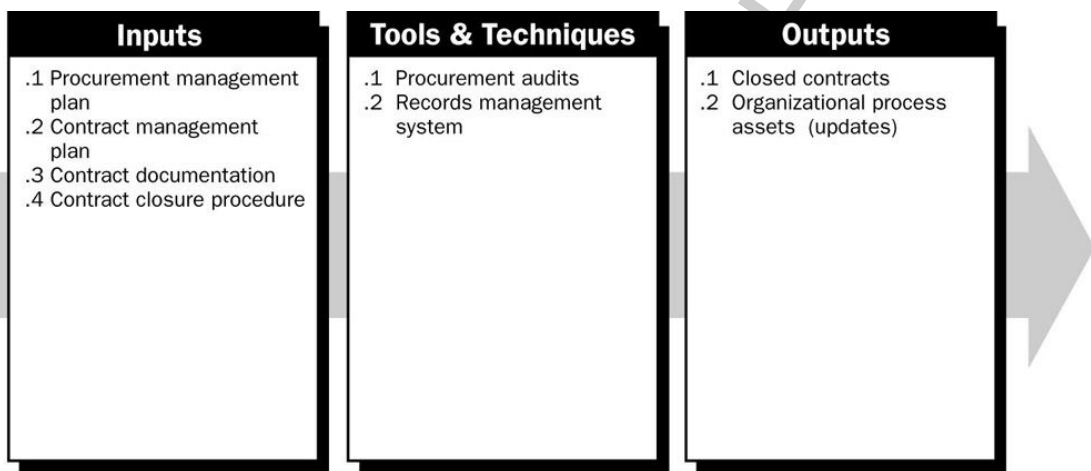 Inputs
.1 Procurement management
plan
.2 Contract management
plan
.3 Contract documentation
.4 Contract closure procedure
Tools & Techniques
.1 Procurement audits
.2 Records management
system
Outputs
.1 Closed contracts
.2 Organizational process
assets (updates)